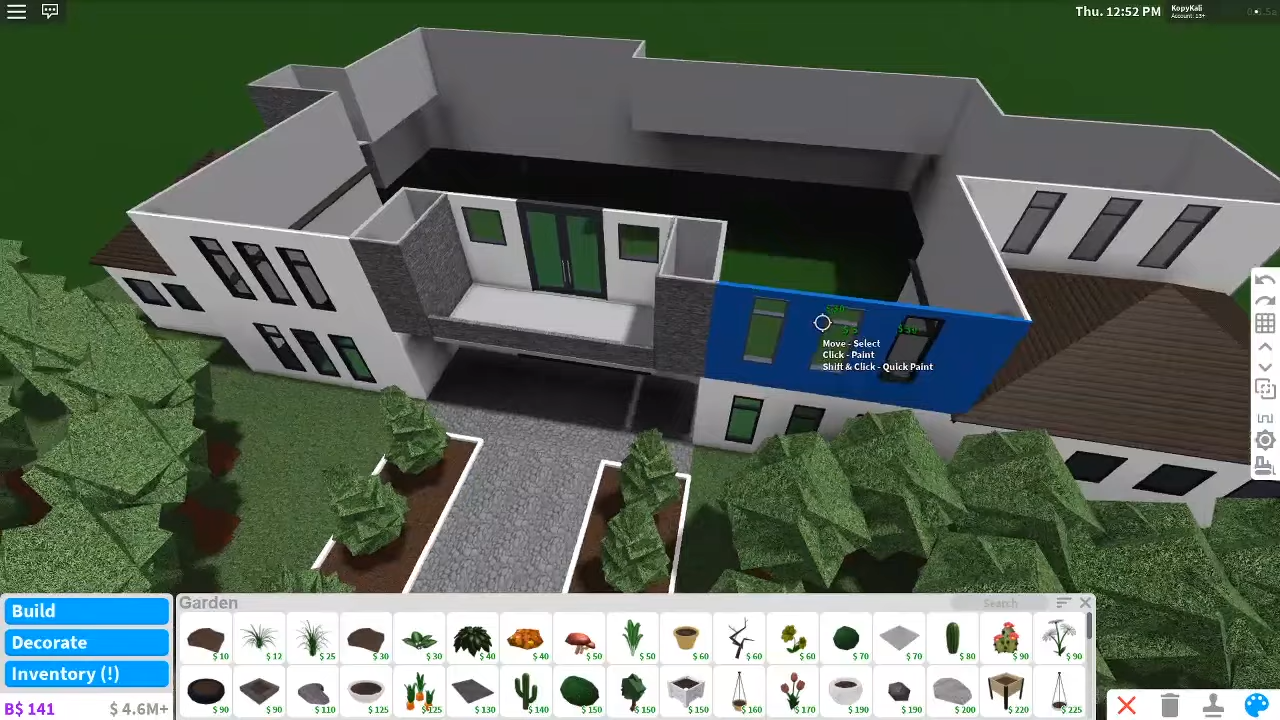 Thu. 12:52 PM
KopyKali
Account: 13+
Move - Select
Click - Paint
Shift & Click - Quick Paint
Build
Decorate
Inventory (!)
B$ 141
$ 4.6M+
Garden
Search
$ 10
$ 12
$ 25
$ 30
$ 30
$ 40
$ 40
$ 50
$ 50
$ 60
$ 60
$ 60
$ 70
$ 70
$ 80
$ 90
$ 90
$ 90
$ 90
$ 110
$ 125
$ 125
$ 130
$ 140
$ 150
$ 150
$ 150
$ 160
$ 170
$ 190
$ 190
$ 200
$ 220
$ 225